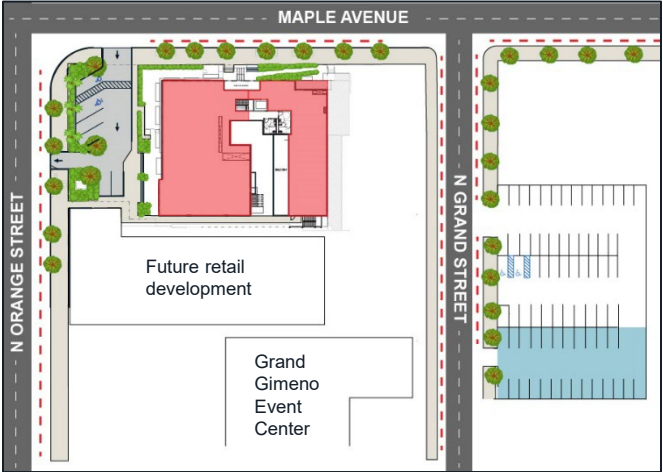 MAPLE AVENUE
N ORANGE STREET
N GRAND STREET
Future retail
development
Grand
Gimeno
Event
Center